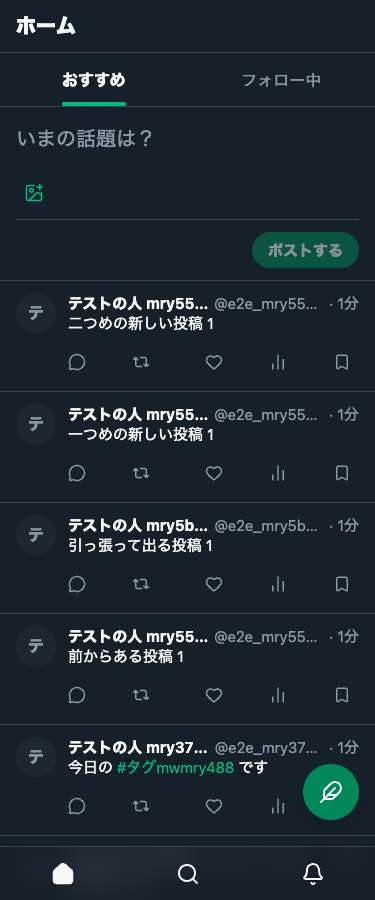 ホーム
おすすめ フォロー中
いまの話題は？
ポストする
テ テストの人 mry55... @e2e_mry55... · 1分
二つめの新しい投稿 1
テ テストの人 mry55... @e2e_mry55... · 1分
一つめの新しい投稿 1
テ テストの人 mry5b... @e2e_mry5b... · 1分
引っ張って出る投稿 1
テ テストの人 mry55... @e2e_mry55... · 1分
前からある投稿 1
テ テストの人 mry37... @e2e_mry37... · 1分
今日の #タグmwmry488 です